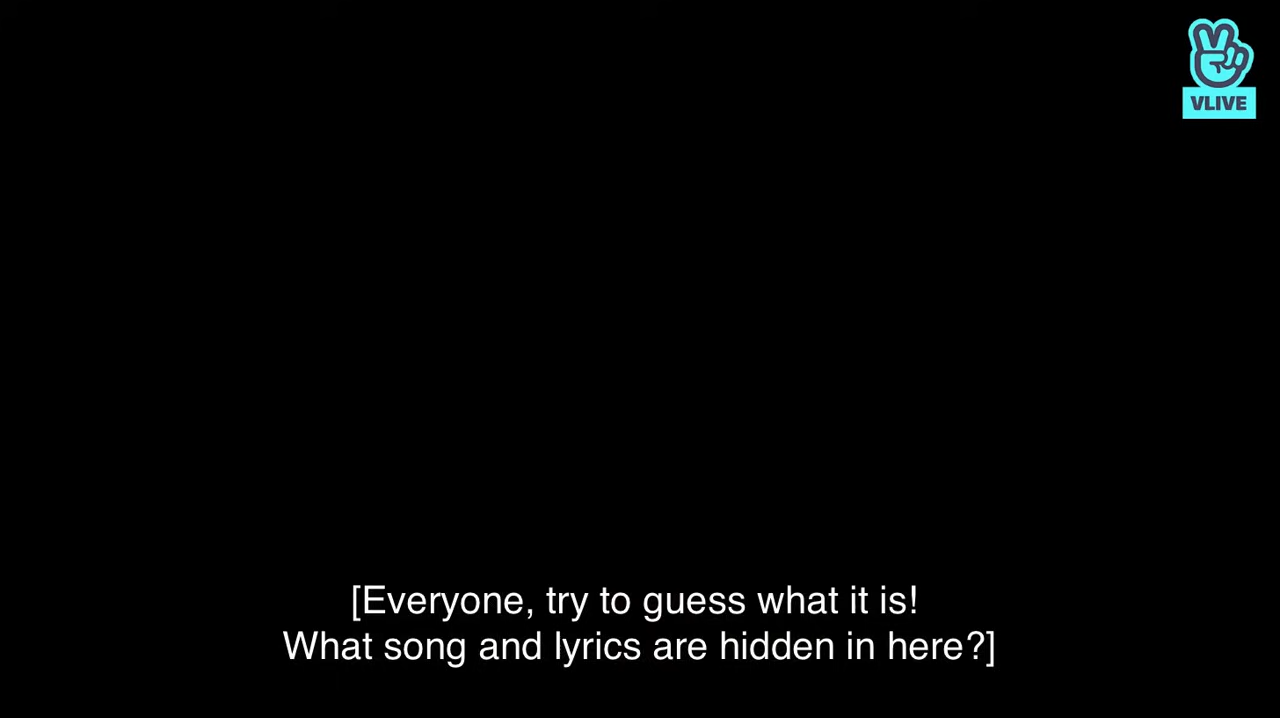 VLIVE
[Everyone, try to guess what it is!
What song and lyrics are hidden in here?]